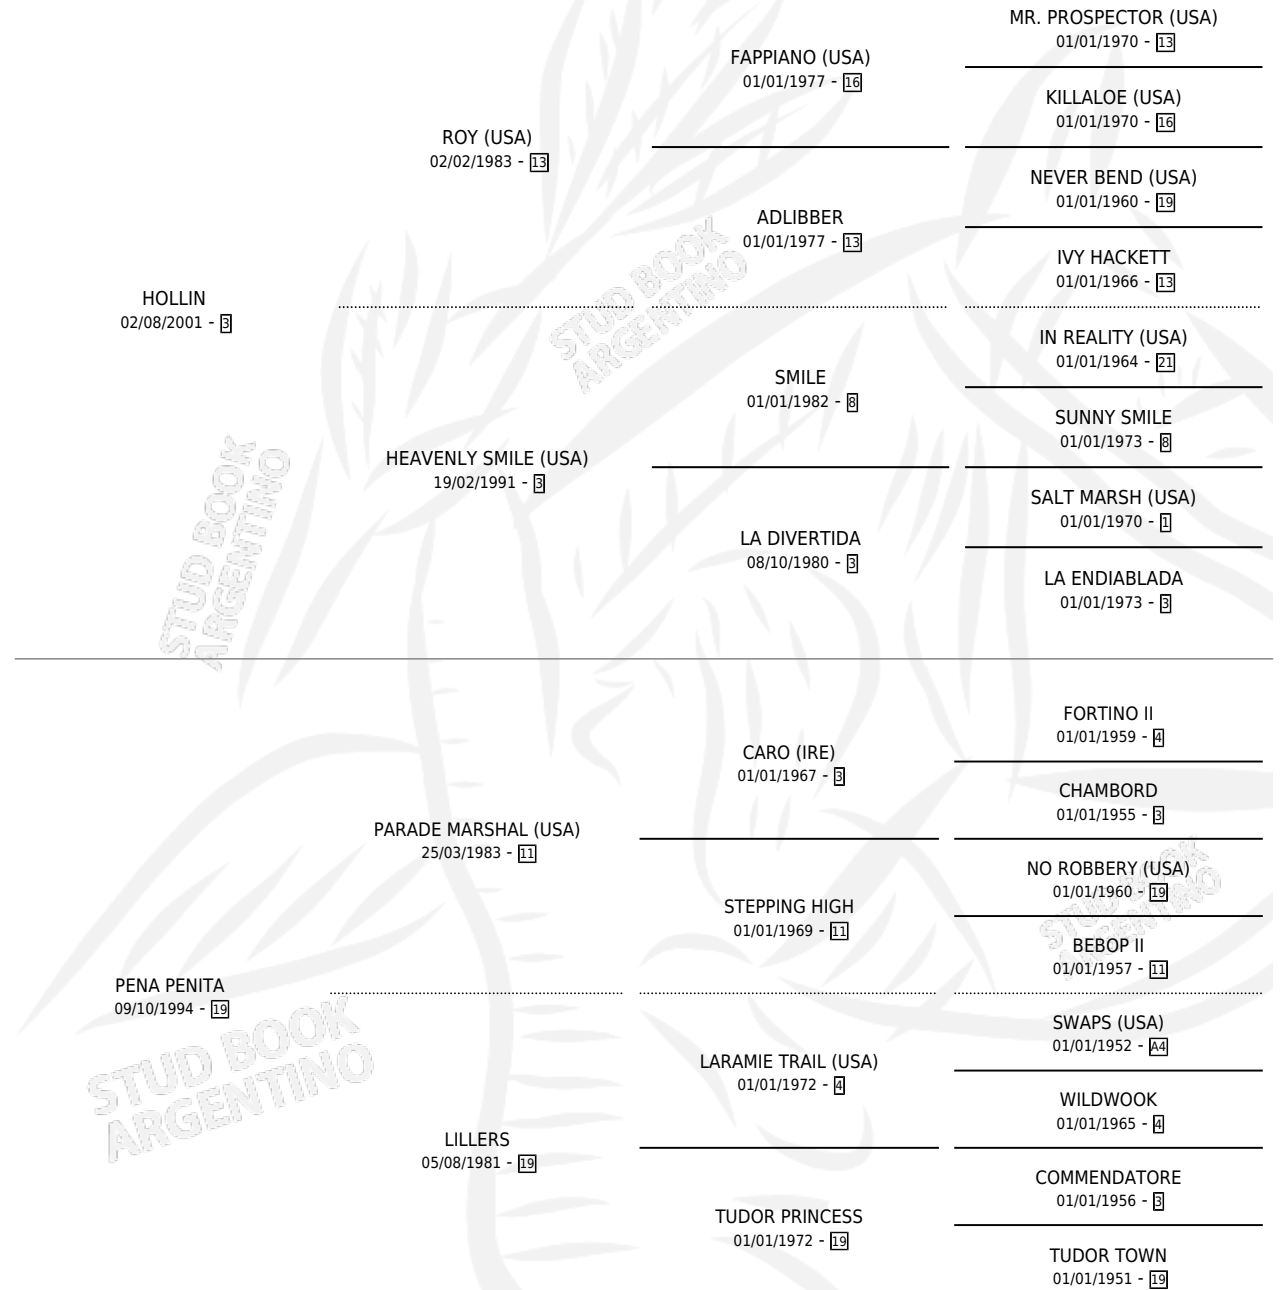 MR. PROSPECTOR (USA)
01/01/1970 - 13
FAPPIANO (USA)
01/01/1977 - 16
KILLALOE (USA)
01/01/1970 - 16
ROY (USA)
02/02/1983 - 13
NEVER BEND (USA)
01/01/1960 - 19
ADLIBBER
01/01/1977 - 13
IVY HACKETT
01/01/1966 - 13
HOLLIN
02/08/2001 - 3
IN REALITY (USA)
01/01/1964 - 21
SMILE
01/01/1982 - 8
SUNNY SMILE
01/01/1973 - 8
HEAVENLY SMILE (USA)
19/02/1991 - 3
SALT MARSH (USA)
01/01/1970 - 1
LA DIVERTIDA
08/10/1980 - 3
LA ENDIABLADA
01/01/1973 - 3
STUD BOOK
ARGENTINO
STUD BOOK
ARGENTINO
FORTINO II
01/01/1959 - 4
CARO (IRE)
01/01/1967 - 3
CHAMBORD
01/01/1955 - 3
PARADE MARSHAL (USA)
25/03/1983 - 11
NO ROBBERY (USA)
01/01/1960 - 19
STEPPING HIGH
01/01/1969 - 11
BEBOP II
01/01/1957 - 11
PENA PENITA
09/10/1994 - 19
SWAPS (USA)
01/01/1952 - A4
LARAMIE TRAIL (USA)
01/01/1972 - 4
WILDWOOK
01/01/1965 - 4
LILLERS
05/08/1981 - 19
COMMENDATORE
01/01/1956 - 3
TUDOR PRINCESS
01/01/1972 - 19
TUDOR TOWN
01/01/1951 - 19
STUD BOOK
ARGENTINO
STUD BOOK
ARGENTINO